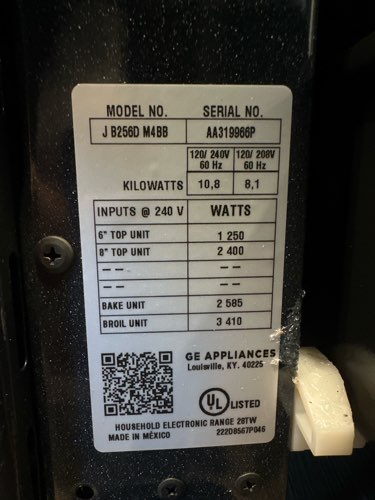 MODEL NO. SERIAL NO.
J B256D M4BB AA319966P
120/ 240V 60 Hz 120/ 208V 60 Hz
KILOWATTS 10,8 8,1
INPUTS @ 240 V WATTS
6" TOP UNIT 1 250
8" TOP UNIT 2 400
-- --
-- --
BAKE UNIT 2 585
BROIL UNIT 3 410
GE APPLIANCES
Louisville, KY. 40225
UL LISTED
HOUSEHOLD ELECTRONIC RANGE 28TW
MADE IN MÉXICO 222D8567P046